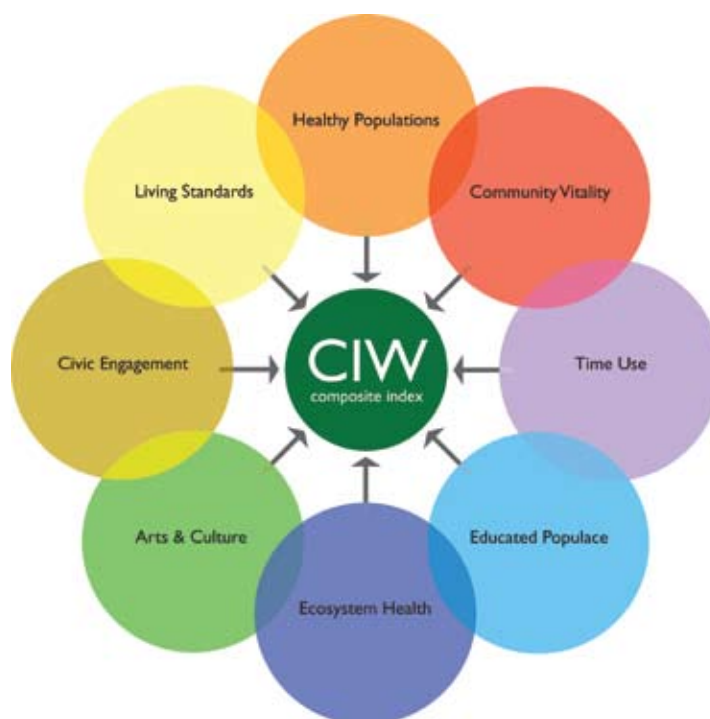 Healthy Populations
Living Standards
Community Vitality
CIW
composite index
Civic Engagement
Time Use
Arts & Culture
Educated Populace
Ecosystem Health